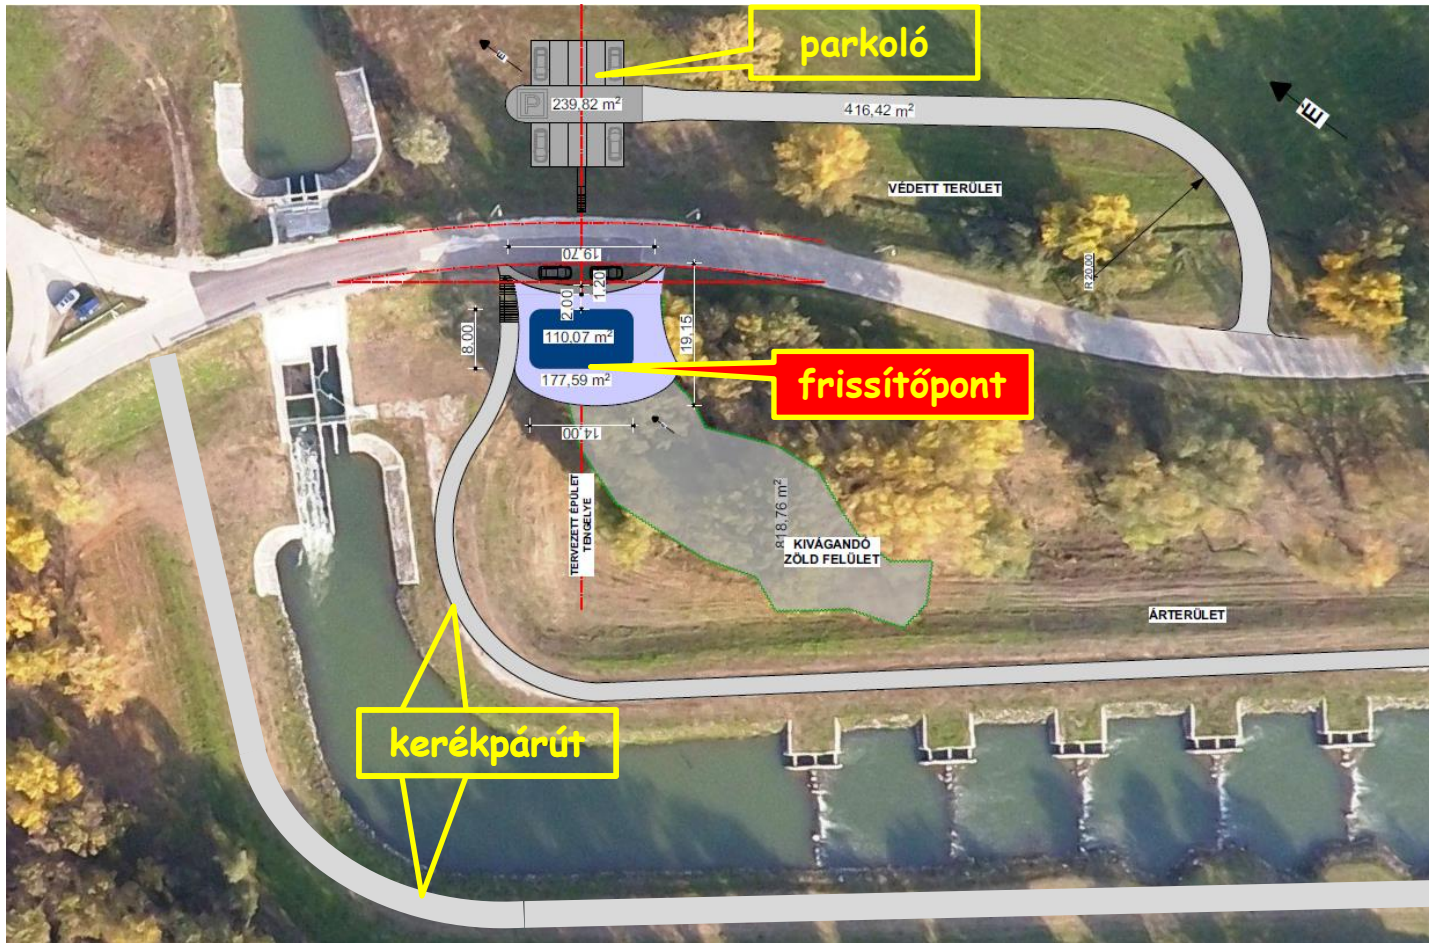 parkoló
É
P
239,82 m²
416,42 m²
É
VÉDETT TERÜLET
19,70
R 20,00
1,20
2,00
8,00
19,15
110,07 m²
177,59 m²
frissítőpont
14,00
818,76 m²
TERVEZETT ÉPÜLET
TENGELYE
KIVÁGANDÓ
ZÖLD FELÜLET
ÁRTERÜLET
kerékpárút